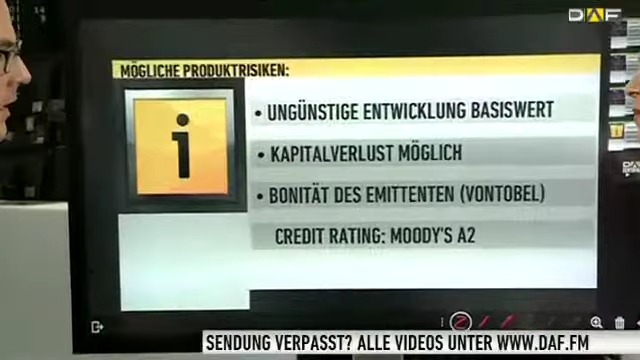 DAF
MÖGLICHE PRODUKTRISIKEN:
i
• UNGÜNSTIGE ENTWICKLUNG BASISWERT
• KAPITALVERLUST MÖGLICH
• BONITÄT DES EMITTENTEN (VONTOBEL)
CREDIT RATING: MOODY'S A2
SENDUNG VERPASST? ALLE VIDEOS UNTER WWW.DAF.FM